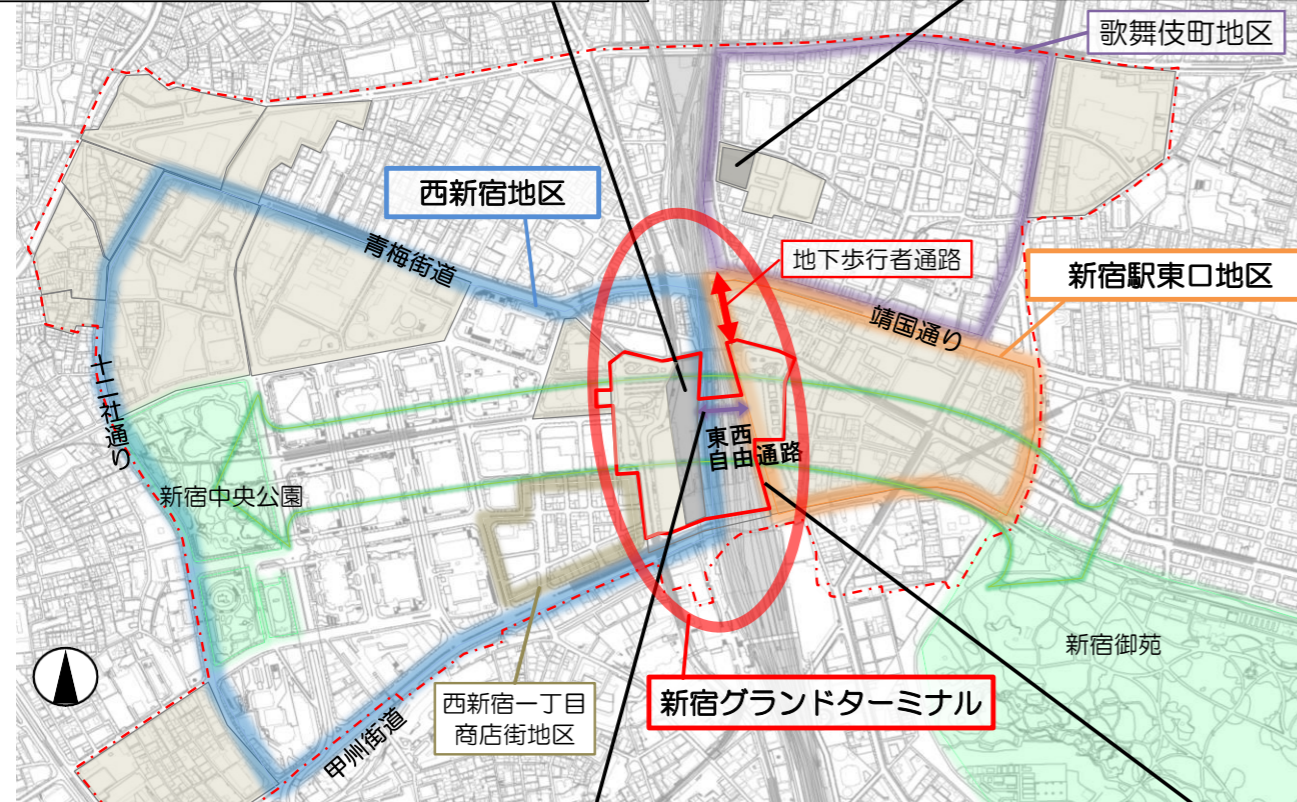 歌舞伎町地区
西新宿地区
青梅街道
地下歩行者通路
新宿駅東口地区
靖国通り
十二社通り
東西
自由通路
新宿中央公園
新宿御苑
西新宿一丁目
商店街地区
新宿グランドターミナル
甲州街道